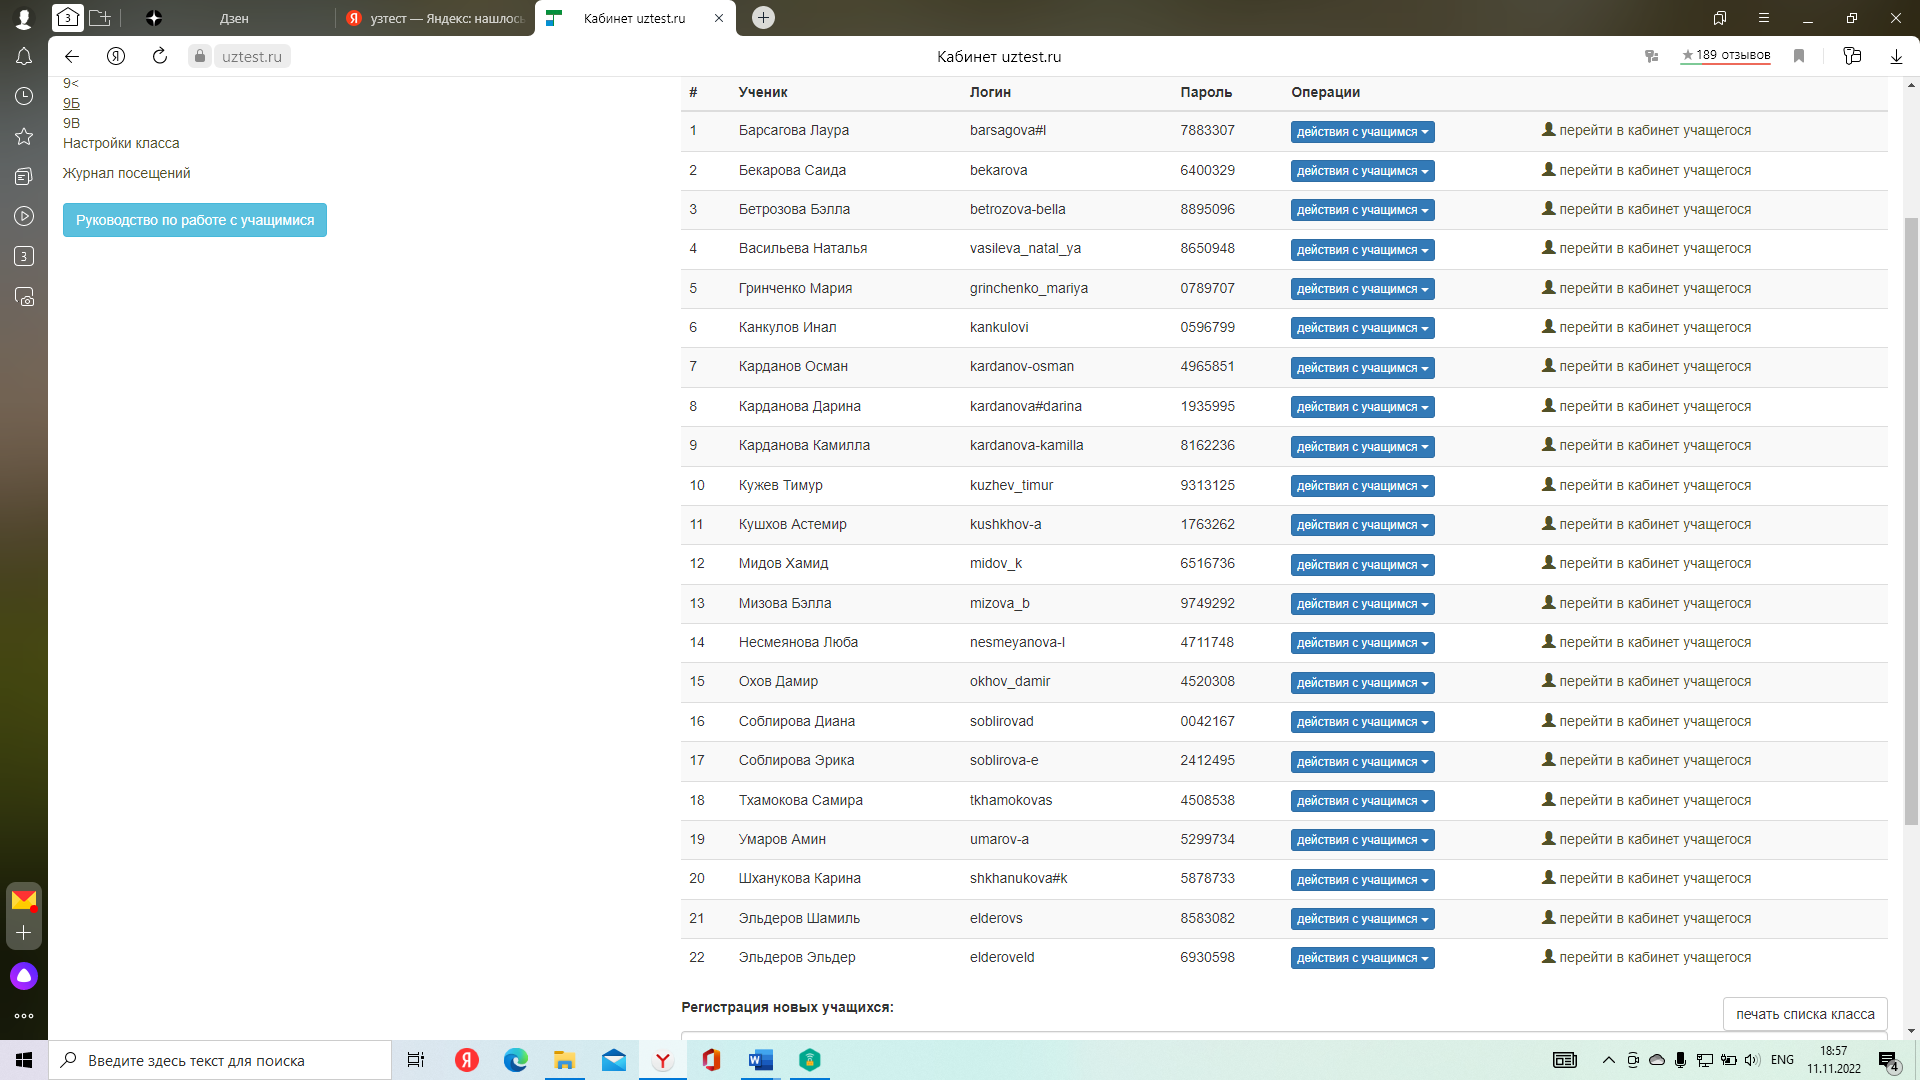 Дзен
узтест — Яндекс: нашлось
Кабинет uztest.ru
uztest.ru
Кабинет uztest.ru
189 отзывов
9<
9Б
9В
Настройки класса
Журнал посещений
Руководство по работе с учащимися
# Ученик Логин Пароль Операции
1 Барсагова Лаура barsagova#l 7883307 действия с учащимся перейти в кабинет учащегося
2 Бекарова Саида bekarova 6400329 действия с учащимся перейти в кабинет учащегося
3 Бетрозова Бэлла betrozova-bella 8895096 действия с учащимся перейти в кабинет учащегося
4 Васильева Наталья vasileva_natal_ya 8650948 действия с учащимся перейти в кабинет учащегося
5 Гринченко Мария grinchenko_mariya 0789707 действия с учащимся перейти в кабинет учащегося
6 Канкулов Инал kankulovi 0596799 действия с учащимся перейти в кабинет учащегося
7 Карданов Осман kardanov-osman 4965851 действия с учащимся перейти в кабинет учащегося
8 Карданова Дарина kardanova#darina 1935995 действия с учащимся перейти в кабинет учащегося
9 Карданова Камилла kardanova-kamilla 8162236 действия с учащимся перейти в кабинет учащегося
10 Кужев Тимур kuzhev_timur 9313125 действия с учащимся перейти в кабинет учащегося
11 Кушхов Астемир kushkhov-a 1763262 действия с учащимся перейти в кабинет учащегося
12 Мидов Хамид midov_k 6516736 действия с учащимся перейти в кабинет учащегося
13 Мизова Бэлла mizova_b 9749292 действия с учащимся перейти в кабинет учащегося
14 Несмеянова Люба nesmeyanova-l 4711748 действия с учащимся перейти в кабинет учащегося
15 Охов Дамир okhov_damir 4520308 действия с учащимся перейти в кабинет учащегося
16 Соблирова Диана soblirovad 0042167 действия с учащимся перейти в кабинет учащегося
17 Соблирова Эрика soblirova-e 2412495 действия с учащимся перейти в кабинет учащегося
18 Тхамокова Самира tkhamokovas 4508538 действия с учащимся перейти в кабинет учащегося
19 Умаров Амин umarov-a 5299734 действия с учащимся перейти в кабинет учащегося
20 Шханукова Карина shkhanukova#k 5878733 действия с учащимся перейти в кабинет учащегося
21 Эльдеров Шамиль elderovs 8583082 действия с учащимся перейти в кабинет учащегося
22 Эльдеров Эльдер elderoveld 6930598 действия с учащимся перейти в кабинет учащегося
Регистрация новых учащихся:
печать списка класса
Введите здесь текст для поиска
ENG
18:57
11.11.2022
4